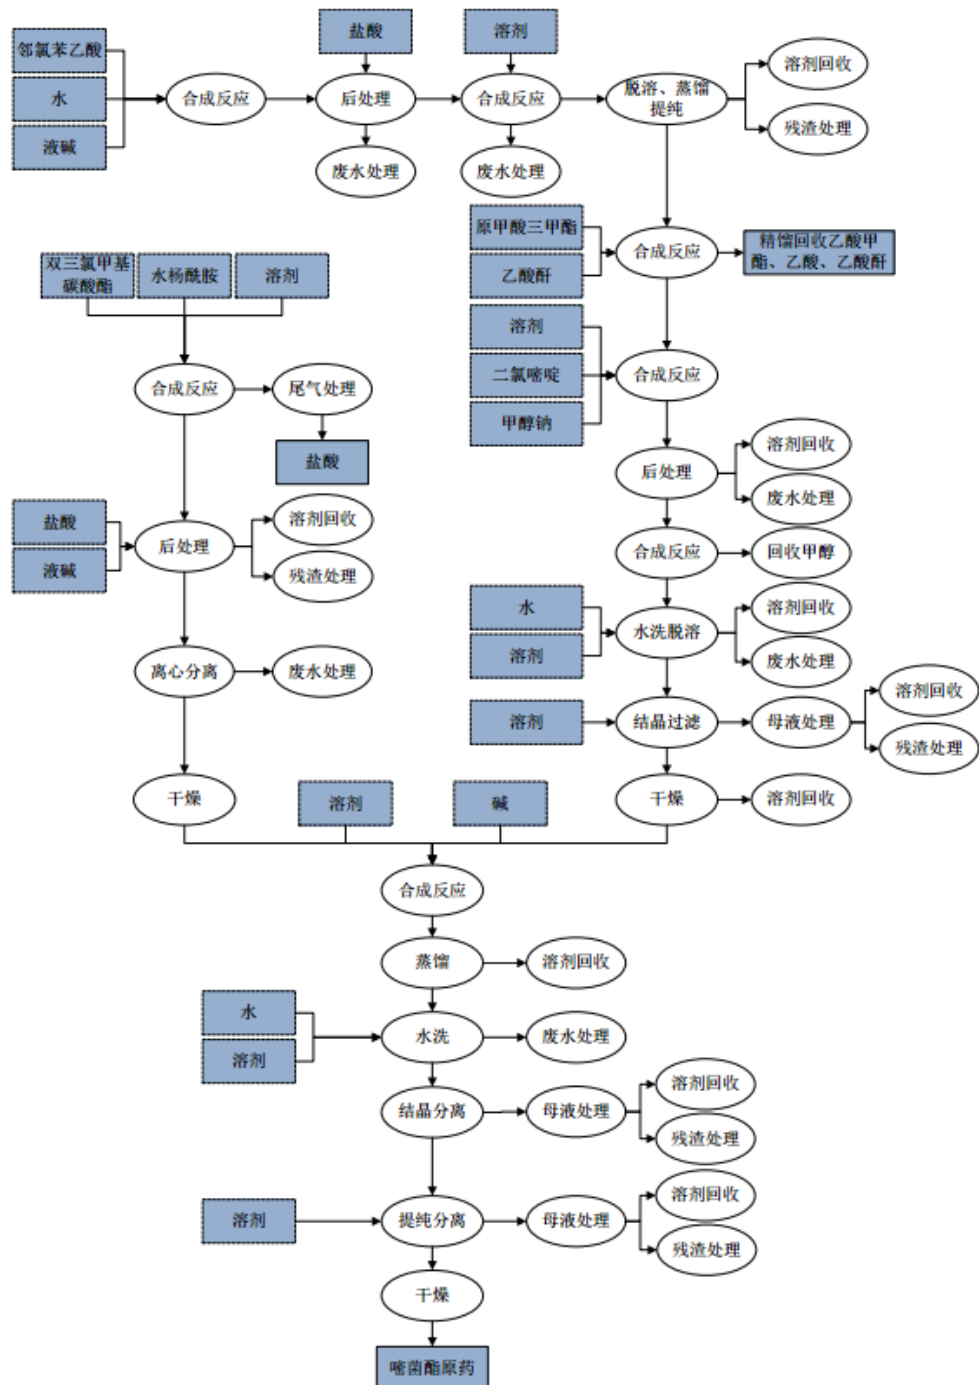 盐酸
溶剂
邻氯苯乙酸
水
液碱
合成反应
后处理
合成反应
脱溶、蒸馏
提纯
溶剂回收
残渣处理
废水处理
废水处理
原甲酸三甲酯
乙酸酐
合成反应
精馏回收乙酸甲
酯、乙酸、乙酸酐
双三氯甲基
碳酸酯
水杨酰胺
溶剂
溶剂
二氯嘧啶
甲醇钠
合成反应
合成反应
尾气处理
盐酸
后处理
溶剂回收
废水处理
盐酸
液碱
后处理
溶剂回收
残渣处理
合成反应
回收甲醇
水
溶剂
水洗脱溶
溶剂回收
废水处理
离心分离
废水处理
溶剂
结晶过滤
母液处理
溶剂回收
残渣处理
干燥
溶剂
碱
干燥
溶剂回收
合成反应
蒸馏
溶剂回收
水
溶剂
水洗
废水处理
结晶分离
母液处理
溶剂回收
残渣处理
溶剂
提纯分离
母液处理
溶剂回收
残渣处理
干燥
嘧菌酯原药